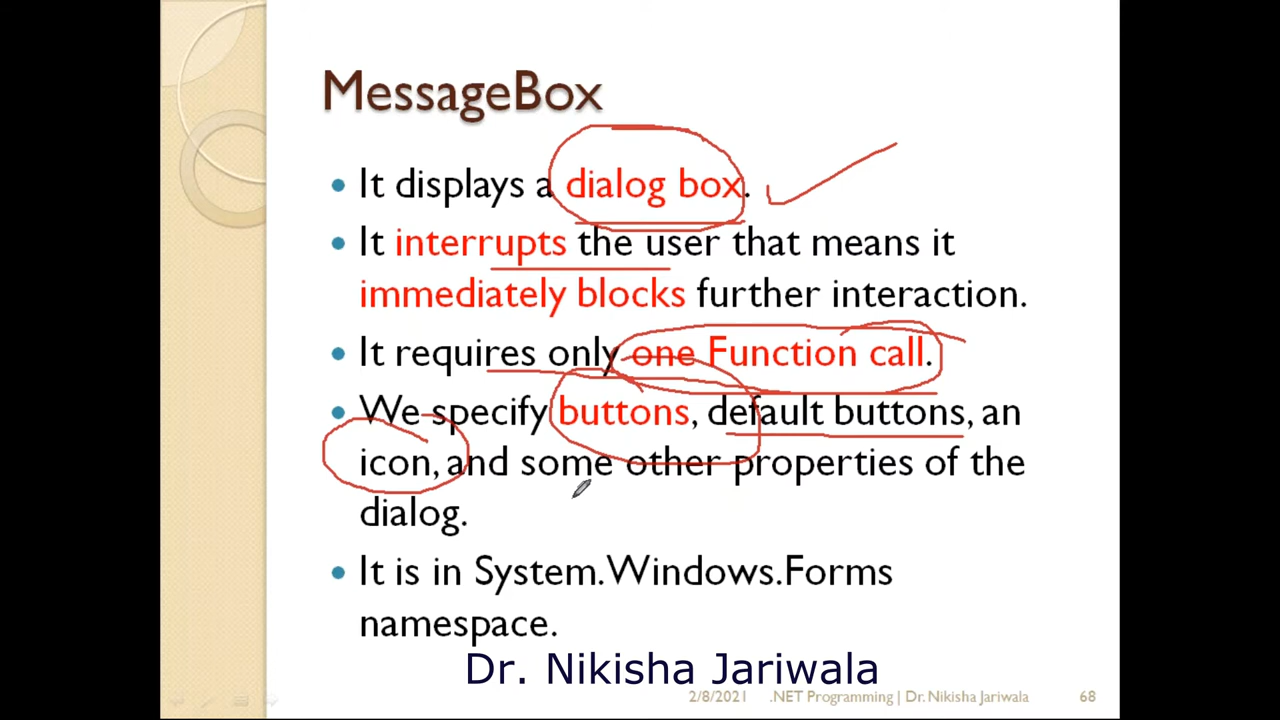 MessageBox
• It displays a dialog box.
• It interrupts the user that means it
immediately blocks further interaction.
• It requires only one Function call.
• We specify buttons, default buttons, an
icon, and some other properties of the
dialog.
• It is in System.Windows.Forms
namespace.
Dr. Nikisha Jariwala
2/8/2021 .NET Programming | Dr. Nikisha Jariwala 68